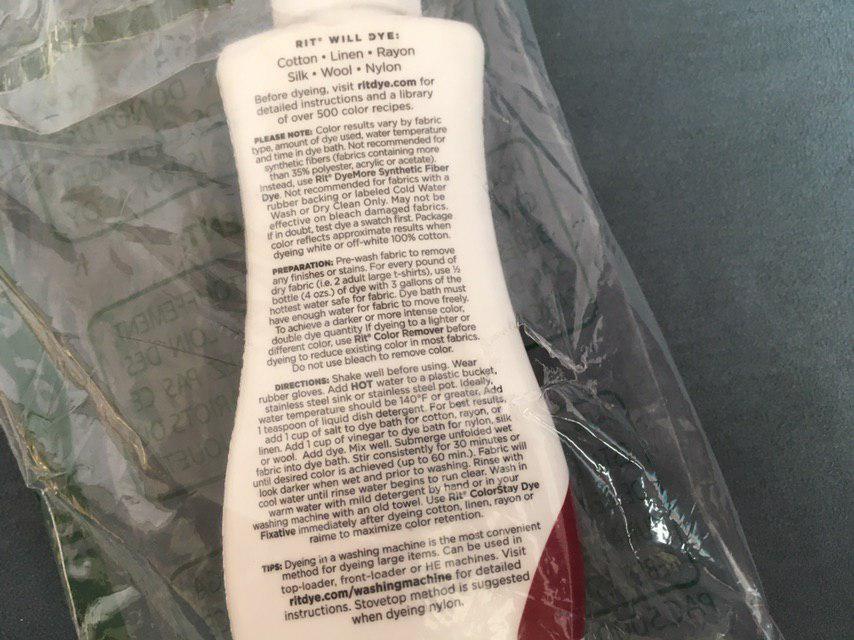 RIT® WILL DYE:
Cotton • Linen • Rayon
Silk • Wool • Nylon
Before dyeing, visit ritdye.com for
detailed instructions and a library
of over 500 color recipes.
PLEASE NOTE: Color results vary by fabric
type, amount of dye used, water temperature
and time in dye bath. Not recommended for
synthetic fibers (fabrics containing more
than 35% polyester, acrylic or acetate).
Instead, use Rit® DyeMore Synthetic Fiber
Dye. Not recommended for fabrics with a
rubber backing or labeled Cold Water
Wash or Dry Clean Only. May not be
effective on bleach damaged fabrics.
If in doubt, test dye a swatch first. Package
color reflects approximate results when
dyeing white or off-white 100% cotton.
PREPARATION: Pre-wash fabric to remove
any finishes or stains. For every pound of
dry fabric (i.e. 2 adult large t-shirts), use ½
bottle (4 ozs.) of dye with 3 gallons of the
hottest water safe for fabric. Dye bath must
have enough water for fabric to move freely.
To achieve a darker or more intense color,
double dye quantity If dyeing to a lighter or
different color, use Rit® Color Remover before
dyeing to reduce existing color in most fabrics.
Do not use bleach to remove color.
DIRECTIONS: Shake well before using. Wear
rubber gloves. Add HOT water to a plastic bucket,
stainless steel sink or stainless steel pot. Ideally,
water temperature should be 140°F or greater. Add
1 teaspoon of liquid dish detergent. For best results,
add 1 cup of salt to dye bath for cotton, rayon, or
linen. Add 1 cup of vinegar to dye bath for nylon, silk
or wool. Add dye. Mix well. Submerge unfolded wet
fabric into dye bath. Stir consistently for 30 minutes or
until desired color is achieved (up to 60 min.). Fabric will
look darker when wet and prior to washing. Rinse with
cool water until rinse water begins to run clear. Wash in
warm water with mild detergent by hand or in your
washing machine with an old towel. Use Rit® ColorStay Dye
Fixative immediately after dyeing cotton, linen, rayon or
raime to maximize color retention.
TIPS: Dyeing in a washing machine is the most convenient
method for dyeing large items. Can be used in
top-loader, front-loader or HE machines. Visit
ritdye.com/washingmachine for detailed
instructions. Stovetop method is suggested
when dyeing nylon.